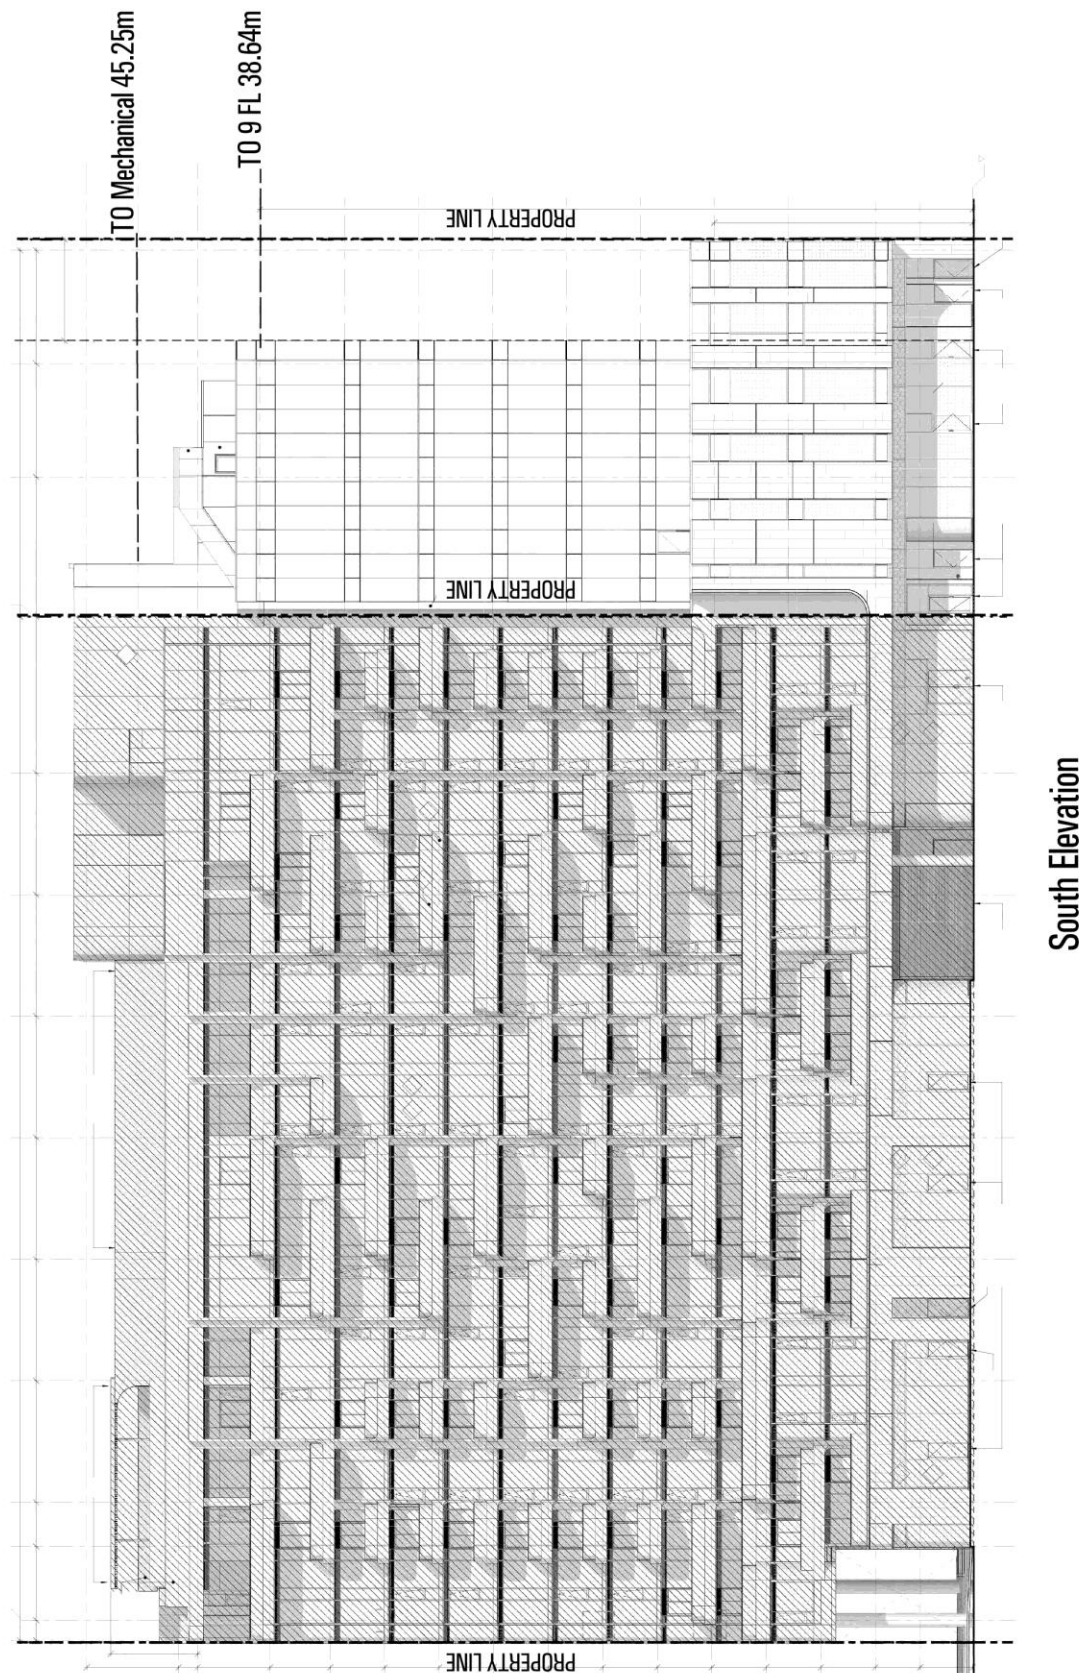 TO Mechanical 45.25m
TO 9 FL 38.64m
PROPERTY LINE
PROPERTY LINE
PROPERTY LINE
South Elevation